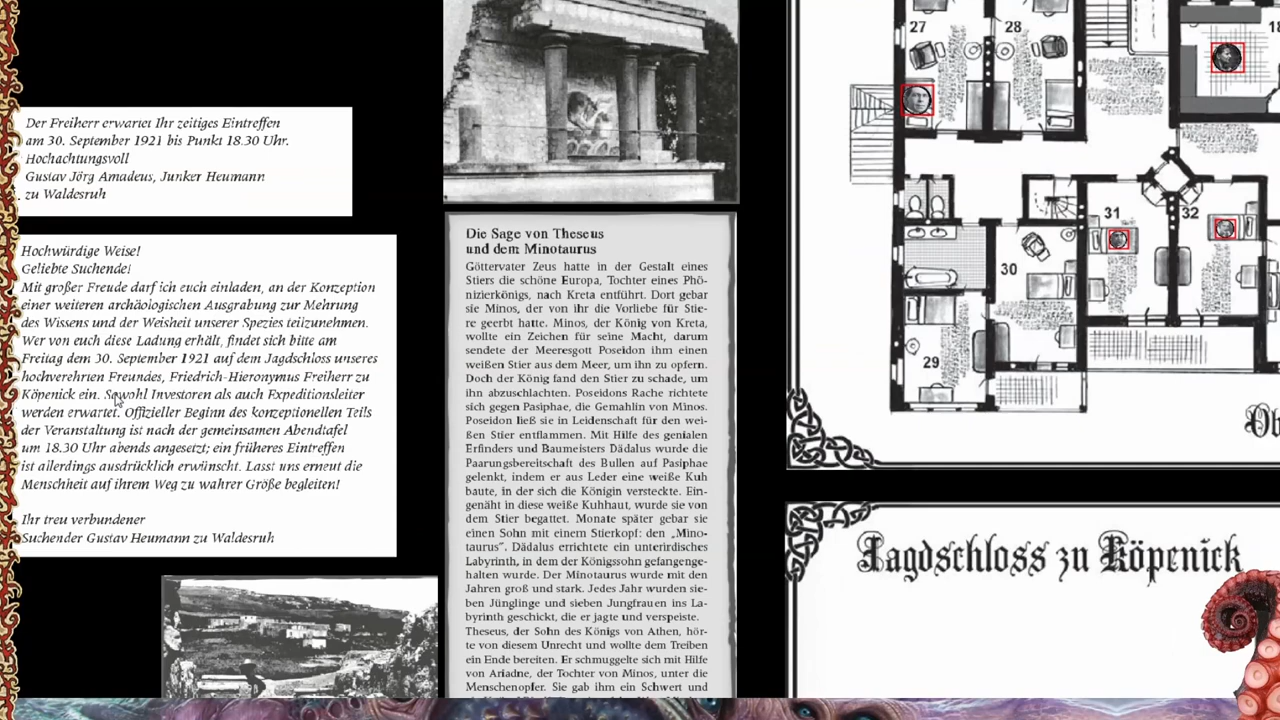 Der Freiherr erwartet Ihr zeitiges Eintreffen
am 30. September 1921 bis Punkt 18.30 Uhr.
Hochachtungsvoll
Gustav Jörg Amadeus, Junker Heumann
zu Waldesruh
Hochwürdige Weise!
Geliebte Suchende!
Mit großer Freude darf ich euch einladen, an der Konzeption
einer weiteren archäologischen Ausgrabung zur Mehrung
des Wissens und der Weisheit unserer Spezies teilzunehmen.
Wer von euch diese Ladung erhält, findet sich bitte am
Freitag dem 30. September 1921 auf dem Jagdschloss unseres
hochverehrten Freundes, Friedrich-Hieronymus Freiherr zu
Köpenick ein. Sowohl Investoren als auch Expeditionsleiter
werden erwartet. Offizieller Beginn des konzeptionellen Teils
der Veranstaltung ist nach der gemeinsamen Abendtafel
um 18.30 Uhr abends angesetzt; ein früheres Eintreffen
ist allerdings ausdrücklich erwünscht. Lasst uns erneut die
Menschheit auf ihrem Weg zu wahrer Größe begleiten!
Ihr treu verbundener
Suchender Gustav Heumann zu Waldesruh
Die Sage von Theseus
und dem Minotaurus
Göttervater Zeus hatte in der Gestalt eines
Stiers die schöne Europa, Tochter eines Phö-
nizierkönigs, nach Kreta entführt. Dort gebar
sie Minos, der von ihr die Vorliebe für Stie-
re geerbt hatte. Minos, der König von Kreta,
wollte ein Zeichen für seine Macht, darum
sendete der Meeresgott Poseidon ihm einen
weißen Stier aus dem Meer, um ihn zu opfern.
Doch der König fand den Stier zu schade, um
ihn abzuschlachten. Poseidons Rache richtete
sich gegen Pasiphae, die Gemahlin von Minos.
Poseidon ließ sie in Leidenschaft für den wei-
ßen Stier entflammen. Mit Hilfe des genialen
Erfinders und Baumeisters Dädalus wurde die
Paarungsbereitschaft des Bullen auf Pasiphae
gelenkt, indem er aus Leder eine weiße Kuh
baute, in der sich die Königin versteckte. Ein-
genäht in diese weiße Kuhhaut, wurde sie von
dem Stier begattet. Monate später gebar sie
einen Sohn mit einem Stierkopf: den „Mino-
taurus”. Dädalus errichtete ein unterirdisches
Labyrinth, in dem der Königssohn gefangenge-
halten wurde. Der Minotaurus wurde mit den
Jahren groß und stark. Jedes Jahr wurden sie-
ben Jünglinge und sieben Jungfrauen ins La-
byrinth geschickt, die er jagte und verspeiste.
Theseus, der Sohn des Königs von Athen, hör-
te von diesem Unrecht und wollte dem Treiben
ein Ende bereiten. Er schmuggelte sich mit Hilfe
von Ariadne, der Tochter von Minos, unter die
Menschenopfer. Sie gab ihm ein Schwert und
27
28
18
31
32
30
29
Ob
Jagdschloss zu Köpenick